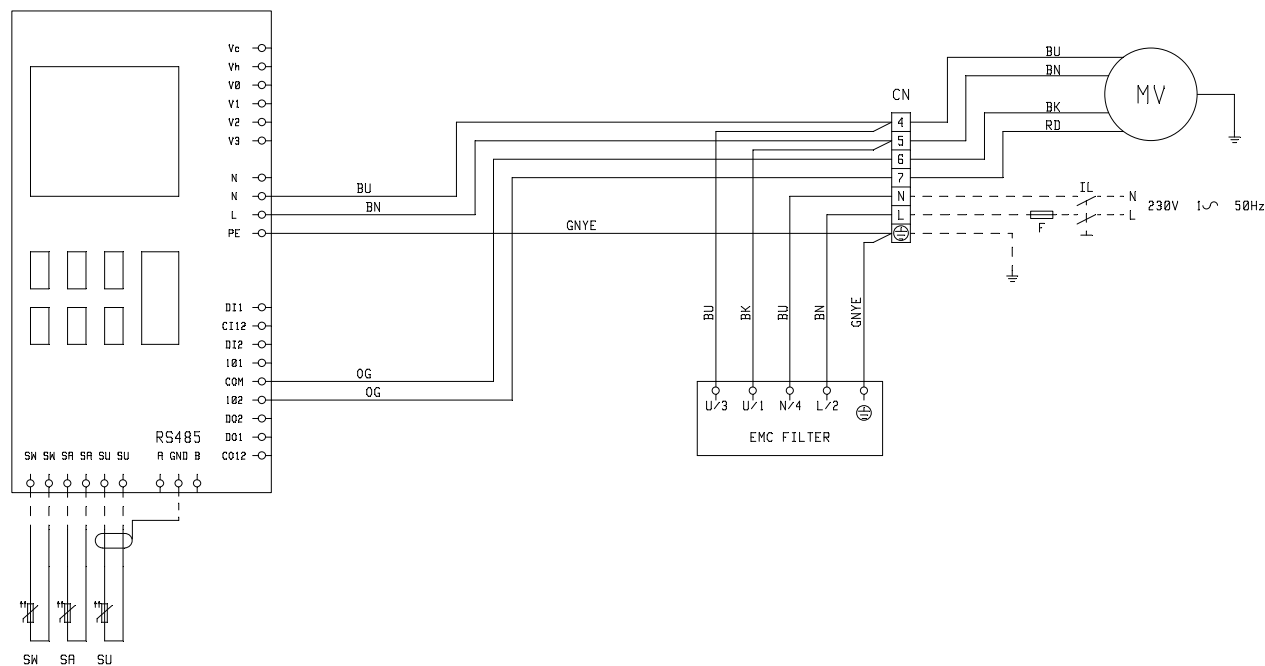 Vc
Vh
V0
V1
V2
V3
N
N
L
PE
DI1
CI12
DI2
I01
COM
I02
DO2
DO1
CO12
RS485
SW SW SA SA SU SU A GND B
SW SA SU
BU
BN
GNYE
OG
OG
CN
4
5
6
7
N
L
BU
BN
BK
RD
MV
IL
N
L
F
230V 1 50Hz
BU
BK
BU
BN
GNYE
U/3 U/1 N/4 L/2
EMC FILTER